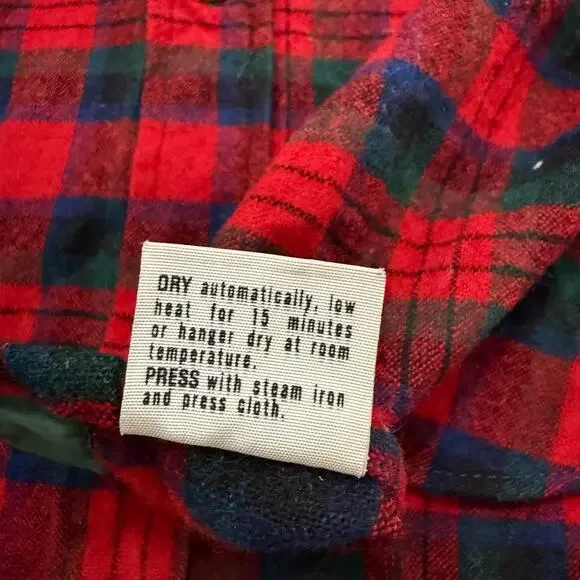 DRY automatically, low
heat for 15 minutes
or hanger dry at room
temperature.
PRESS with steam iron
and press cloth.